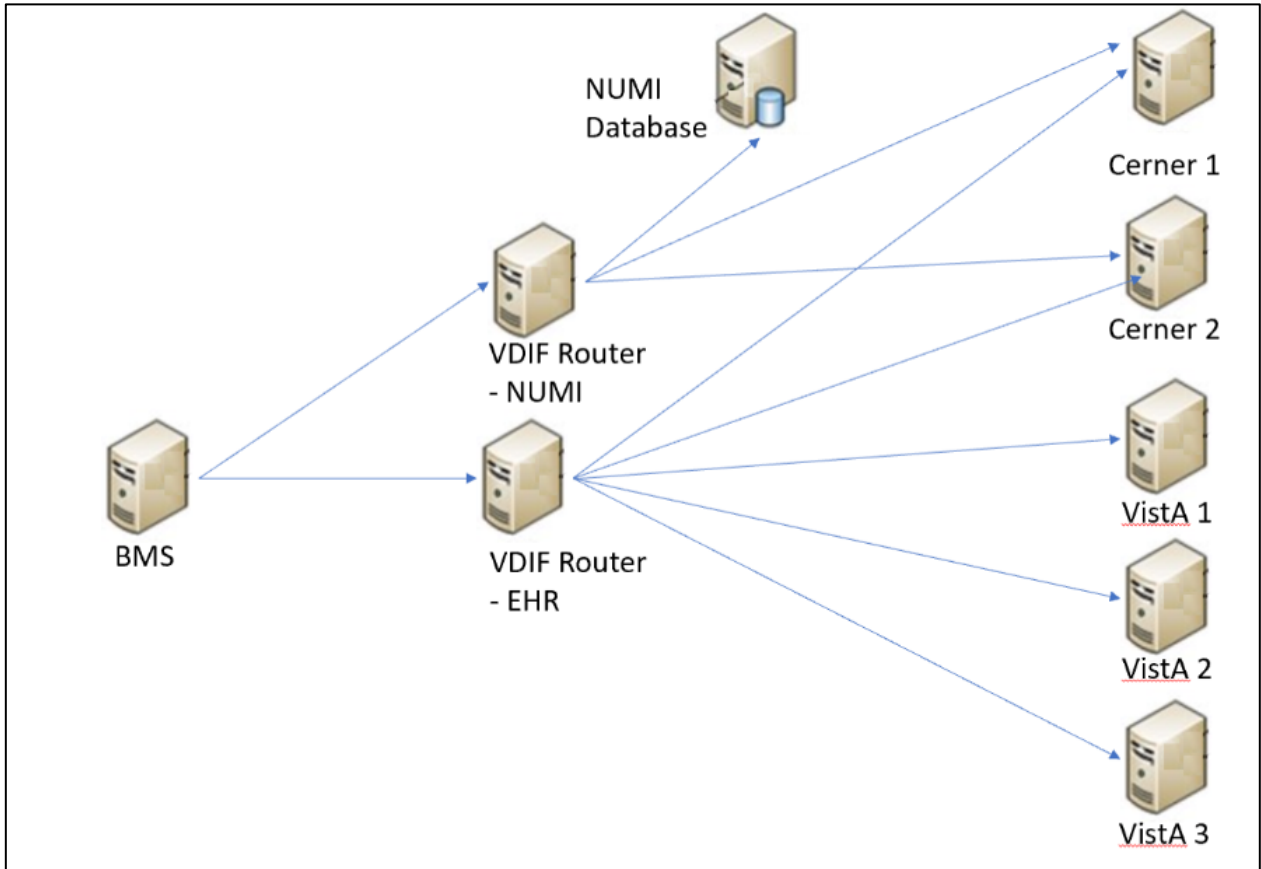 NUMI
Database
Cerner 1
Cerner 2
VDIF Router
- NUMI
VistA 1
BMS
VDIF Router
- EHR
VistA 2
VistA 3